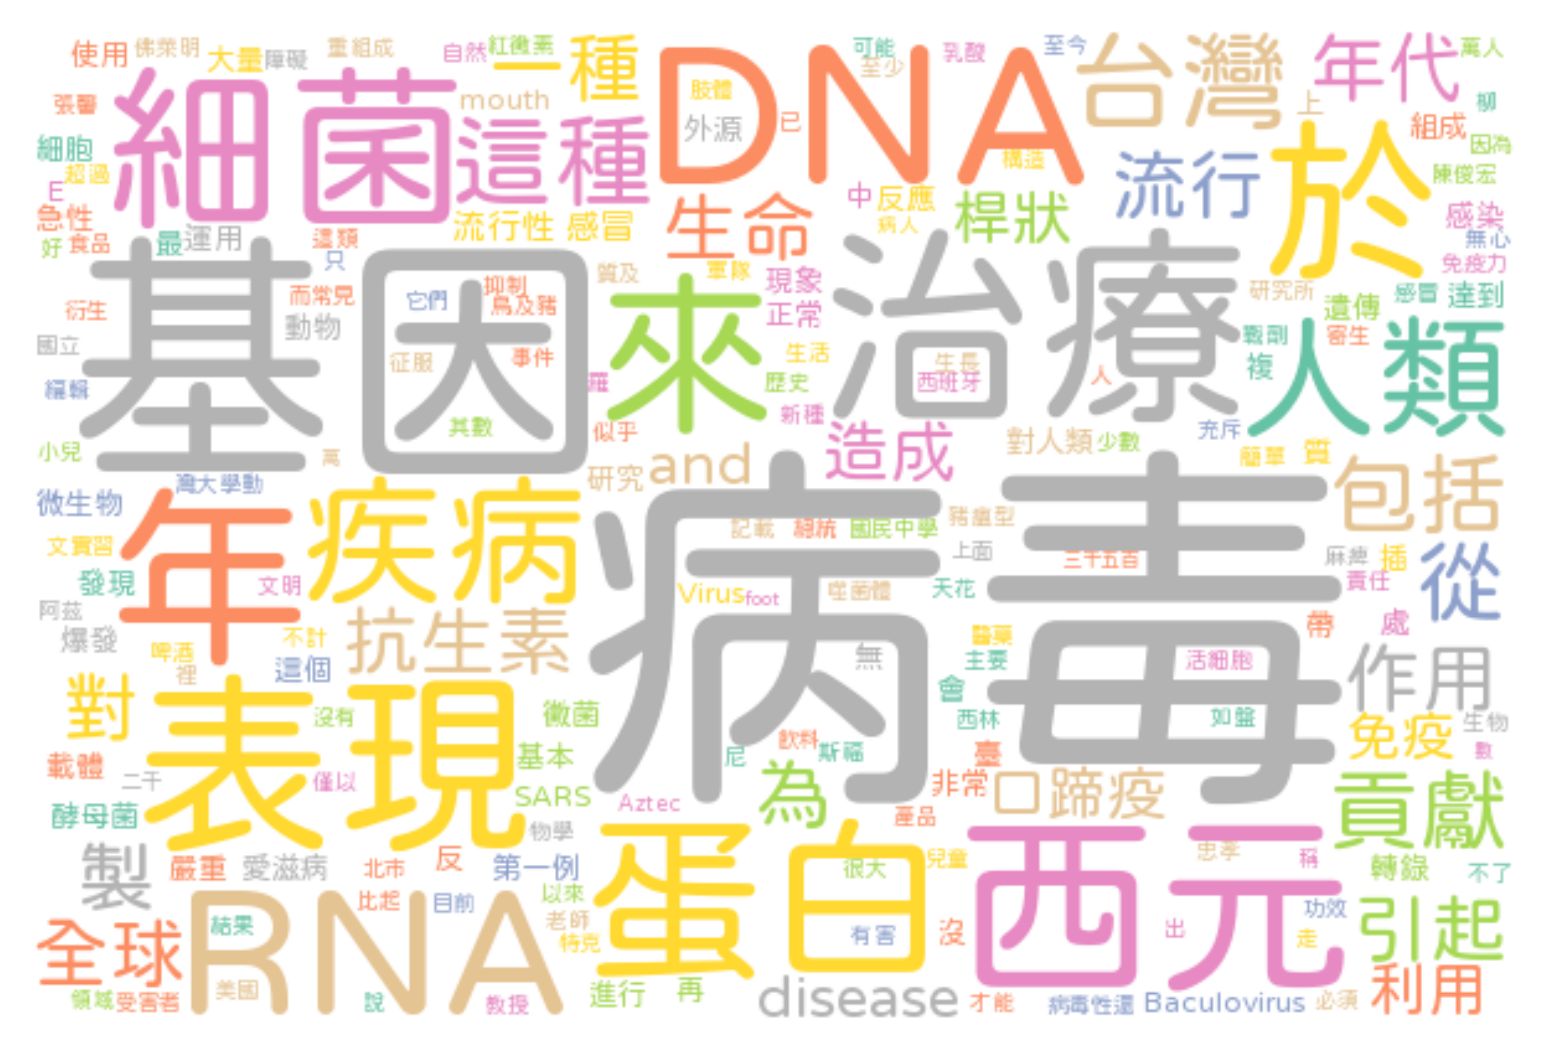 使用
佛萊明
大量
障礙
重組成
自然
紅黴素
一種
DNA
可能
至少
乳酸
至今
台灣
年代
萬人
張馨
細菌
mouth
這種
肢體
外源
已
構造
上
柳
組成
因為
細胞
超過
E
流行
於
陳俊宏
急性
好
食品
最
運用
這類
只
流行性
感冒
生命
中
反應
病人
桿狀
感染
無心
免疫力
基因
衍生
而常見
動物
它們
抑制
鳥及豬
質及
軍隊
現象
正常
來
治療
研究所
遺傳
感冒
達到
國立
編輯
征服
事件
羅
生活
歷史
新種
生長
西班牙
人
戰劑
寄生
複
人類
小兒
其數
似乎
萬
造成
對人類
少數
充斥
簡單
質
灣大學動
研究
and
病毒
包括
微生物
年
疾病
記載
總統
國民中學
豬瘟型
上面
三千五百
麻痺
插
從
文實習
發現
文明
Virus
foot
噬菌體
天花
責任
阿茲
爆發
啤酒
裡
不計
這個
抗生素
無
醫藥
主要
活細胞
帶
處
作用
對
表現
沒有
黴菌
會
西林
如盤
免疫
生物
數
載體
二千
僅以
基本
尼
飲料
斯福
臺
非常
口蹄疫
貢獻
酵母菌
SARS
Aztec
物學
為
產品
製
嚴重
愛滋病
北市
反
第一例
蛋白
很大
兒童
西元
忠孝
稱
轉錄
不了
全球
RNA
結果
比起
目前
以來
老師
特克
有害
沒
出
功效
走
引起
領域
受害者
美國
說
教授
進行
再
disease
才能
病毒性還
Baculovirus
必須
利用